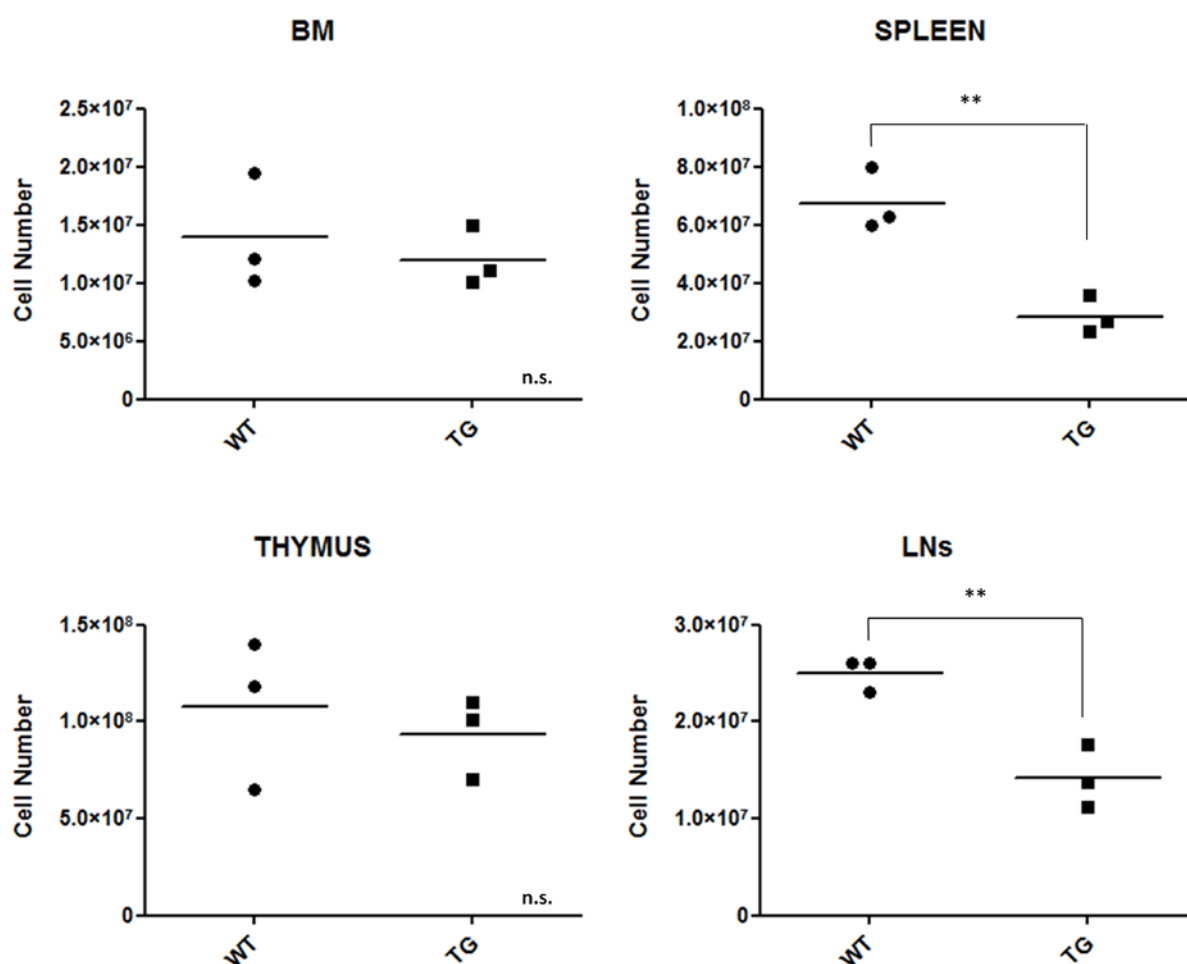 BM
2.5×10⁷
2.0×10⁷
1.5×10⁷
1.0×10⁷
5.0×10⁶
0
Cell Number
n.s.
WT
TG
SPLEEN
**
1.0×10⁸
8.0×10⁷
6.0×10⁷
4.0×10⁷
2.0×10⁷
0
Cell Number
WT
TG
THYMUS
1.5×10⁸
1.0×10⁸
5.0×10⁷
0
Cell Number
n.s.
WT
TG
LNs
**
3.0×10⁷
2.0×10⁷
1.0×10⁷
0
Cell Number
WT
TG